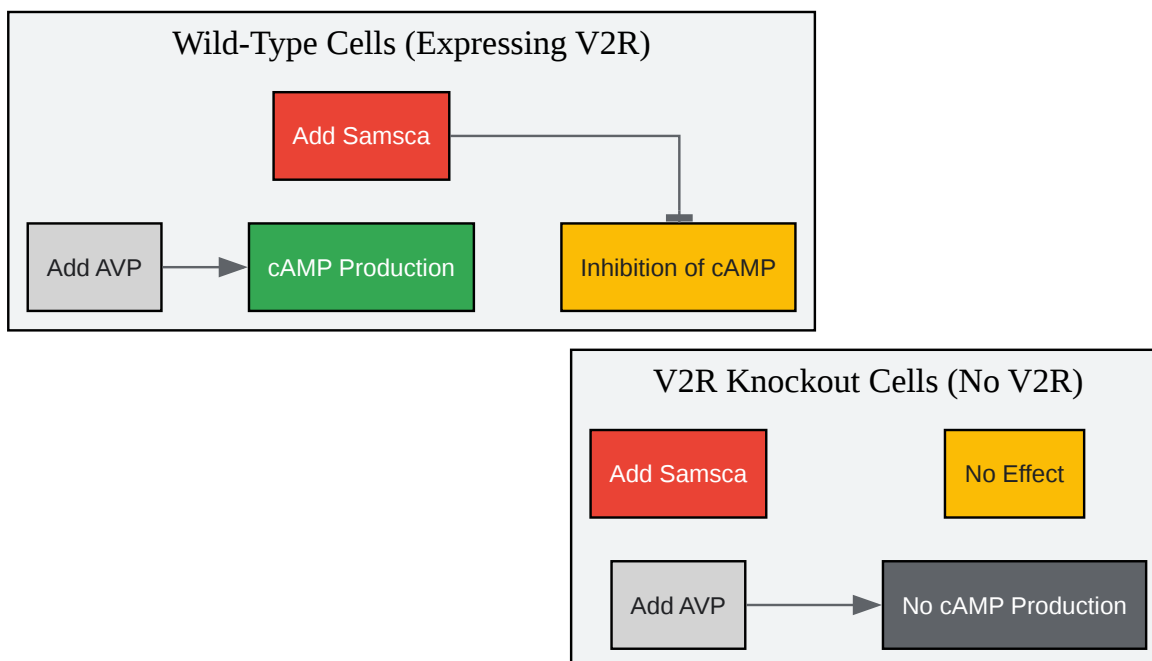 Wild-Type Cells (Expressing V2R)
Add Samsca
Add AVP
cAMP Production
Inhibition of cAMP
V2R Knockout Cells (No V2R)
Add Samsca
No Effect
Add AVP
No cAMP Production